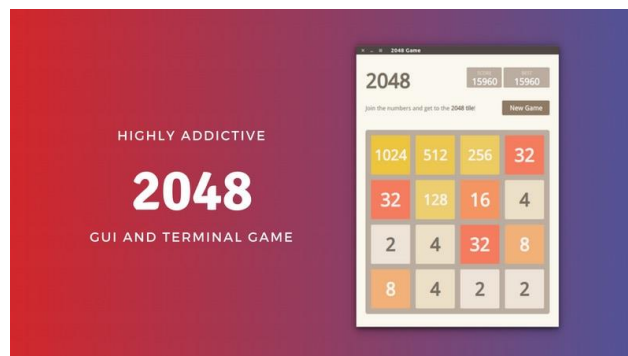 HIGHLY ADDICTIVE
2048
GUI AND TERMINAL GAME
2048 Game
2048
SCORE BEST
15960 15960
Join the numbers and get to the 2048 tile!
New Game
1024 512 256 32
32 128 16 4
2 4 32 8
8 4 2 2